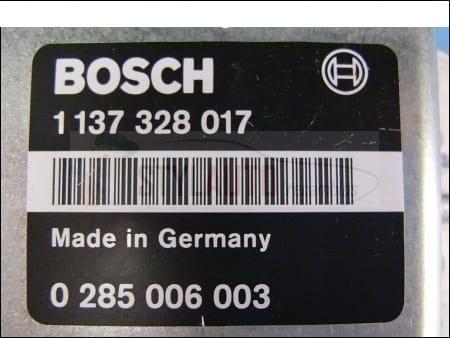 BOSCH
1 137 328 017
Made in Germany
0 285 006 003